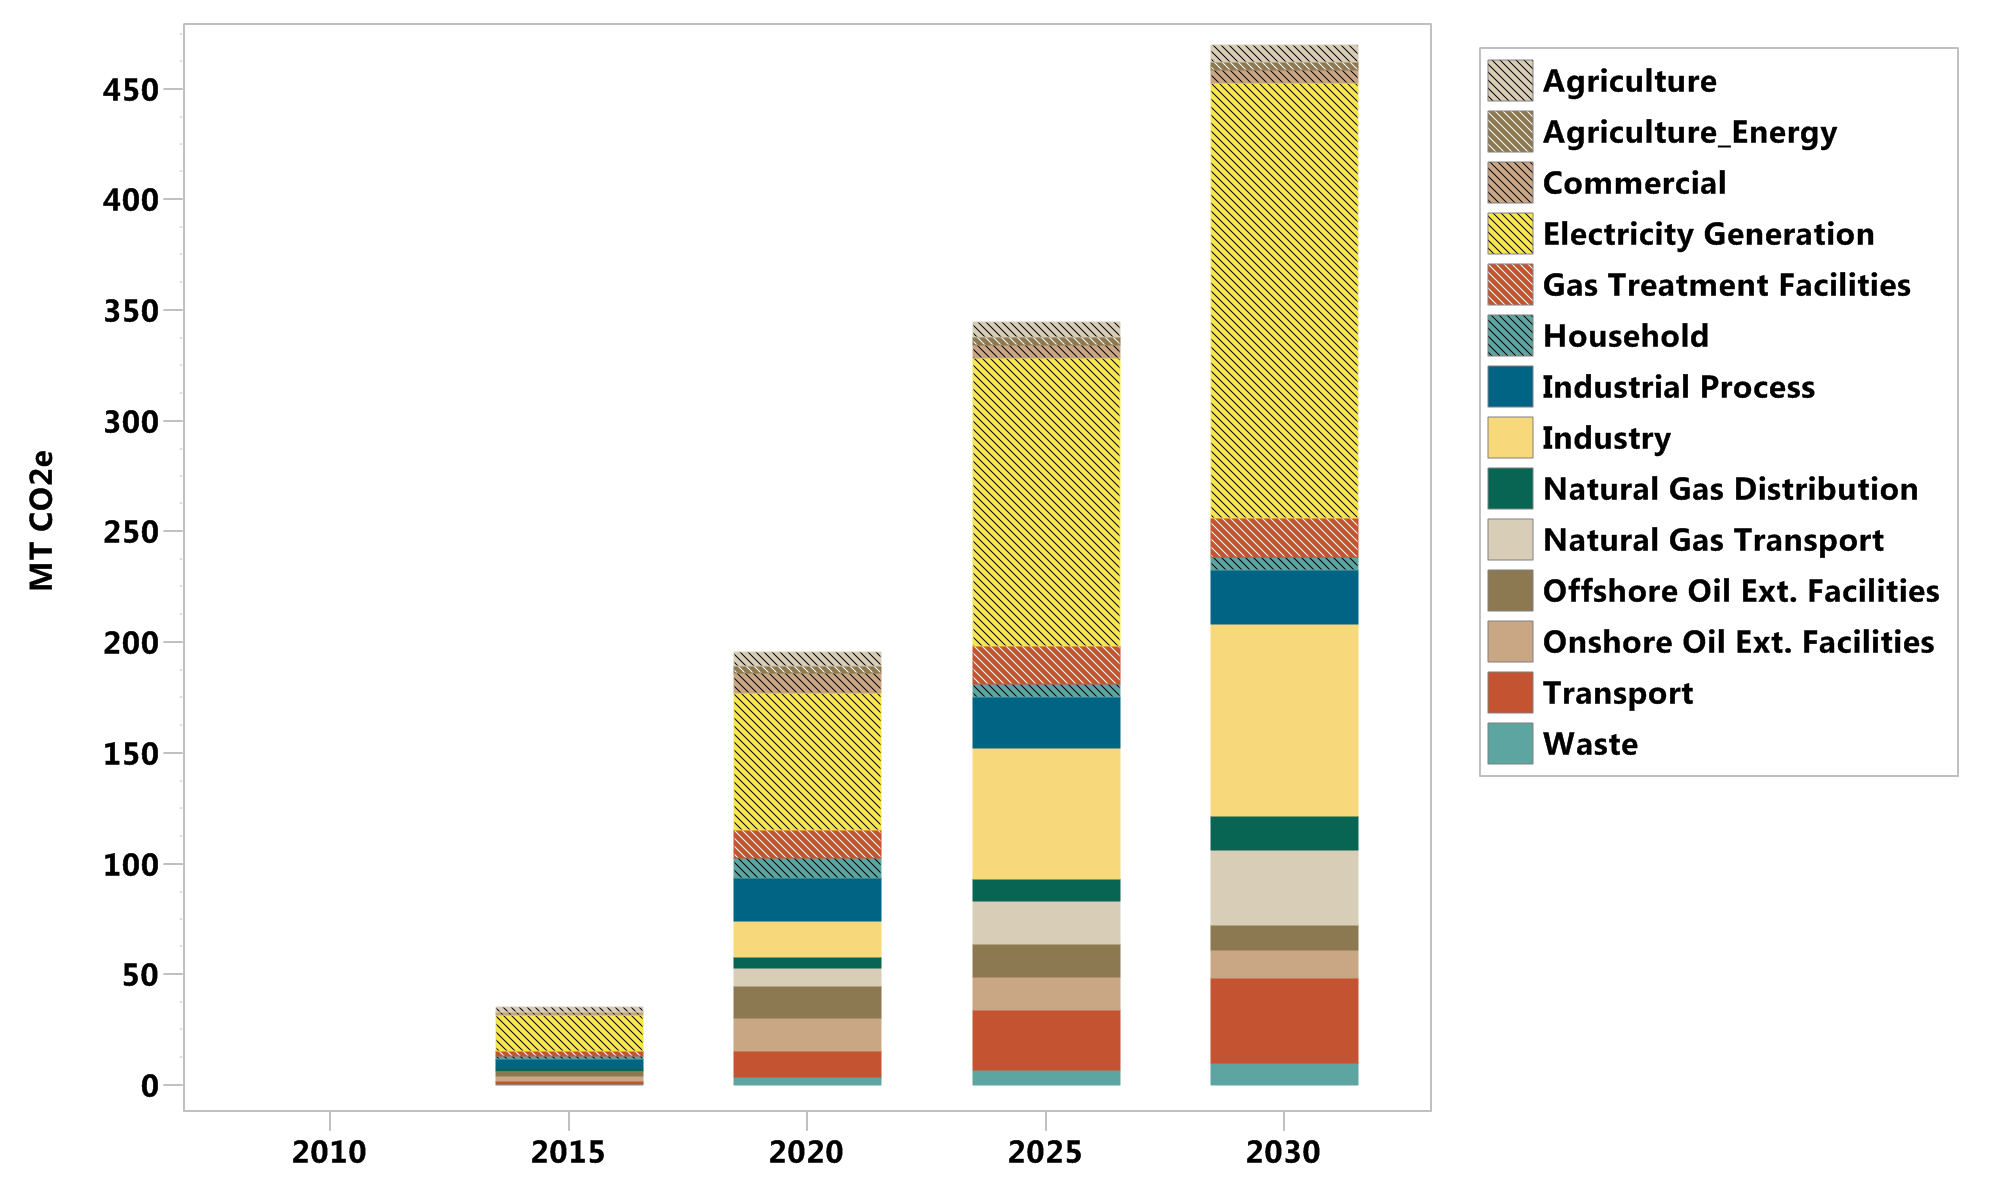 MT CO2e
450
400
350
300
250
200
150
100
50
0
2010 2015 2020 2025 2030
Agriculture
Agriculture_Energy
Commercial
Electricity Generation
Gas Treatment Facilities
Household
Industrial Process
Industry
Natural Gas Distribution
Natural Gas Transport
Offshore Oil Ext. Facilities
Onshore Oil Ext. Facilities
Transport
Waste